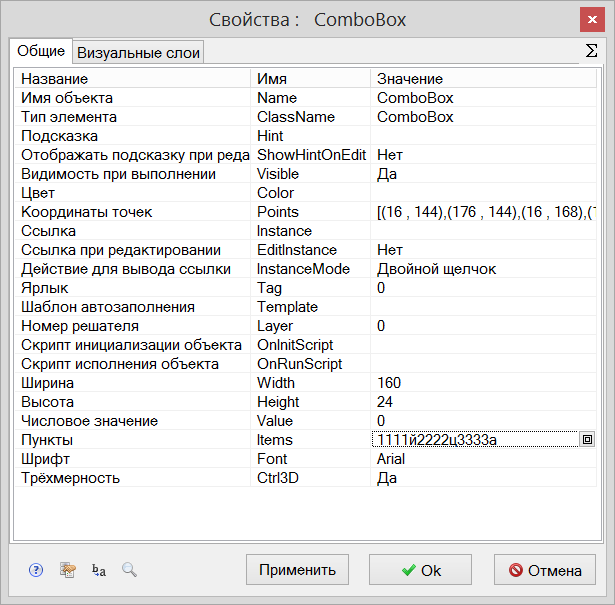 Свойства :   ComboBox
Общие Визуальные слои Σ
Название Имя Значение
Имя объекта Name ComboBox
Тип элемента ClassName ComboBox
Подсказка Hint
Отображать подсказку при реда ShowHintOnEdit Нет
Видимость при выполнении Visible Да
Цвет Color
Координаты точек Points [(16 , 144),(176 , 144),(16 , 168),(1
Ссылка Instance
Ссылка при редактировании EditInstance Нет
Действие для вывода ссылки InstanceMode Двойной щелчок
Ярлык Tag 0
Шаблон автозаполнения Template
Номер решателя Layer 0
Скрипт инициализации объекта OnInitScript
Скрипт исполнения объекта OnRunScript
Ширина Width 160
Высота Height 24
Числовое значение Value 0
Пункты Items 1111й2222ц3333а
Шрифт Font Arial
Трёхмерность Ctrl3D Да
? b a Применить Ok Отмена